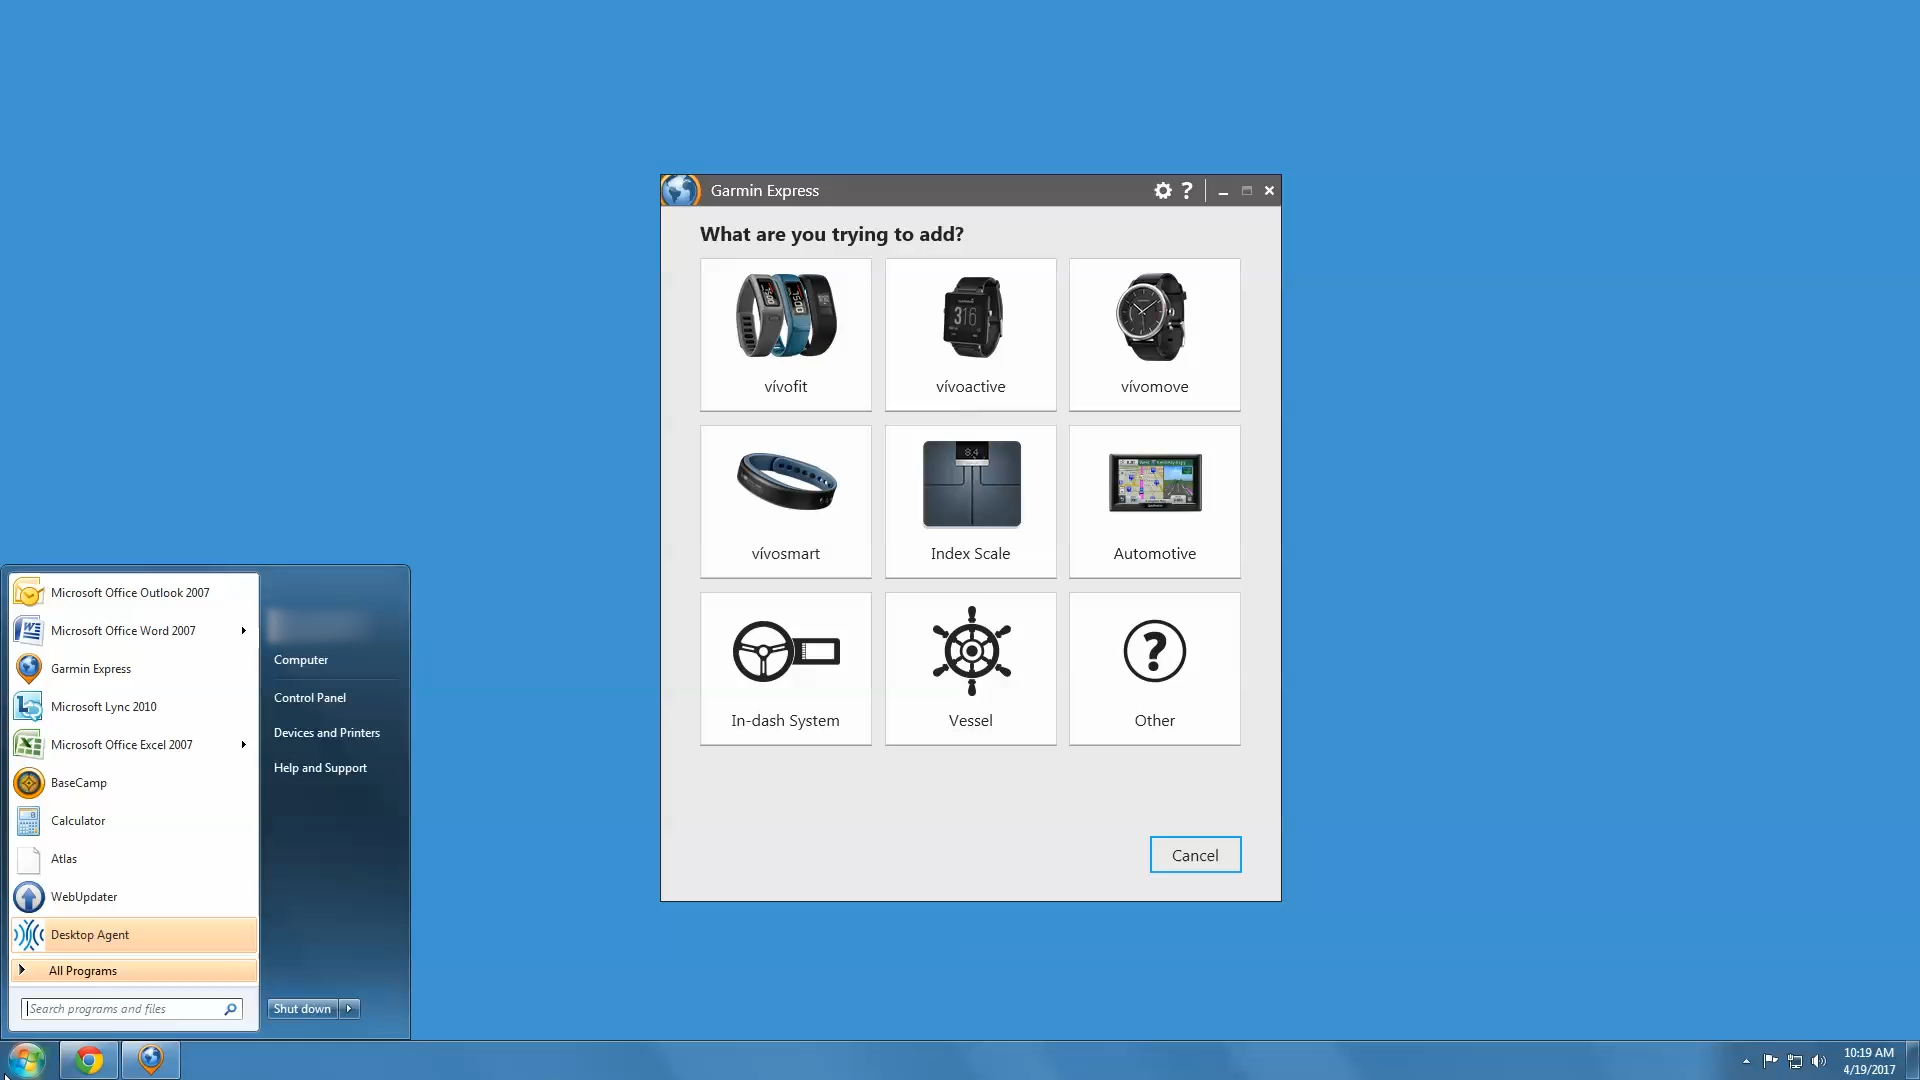 Garmin Express
?
What are you trying to add?
vívofit
vívoactive
vívomove
316
8.4
vívosmart
Index Scale
Automotive
In-dash System
Vessel
?
Other
Cancel
Microsoft Office Outlook 2007
Microsoft Office Word 2007
Garmin Express
Microsoft Lync 2010
Microsoft Office Excel 2007
BaseCamp
Calculator
Atlas
WebUpdater
Desktop Agent
All Programs
Search programs and files
Computer
Control Panel
Devices and Printers
Help and Support
Shut down
10:19 AM
4/19/2017